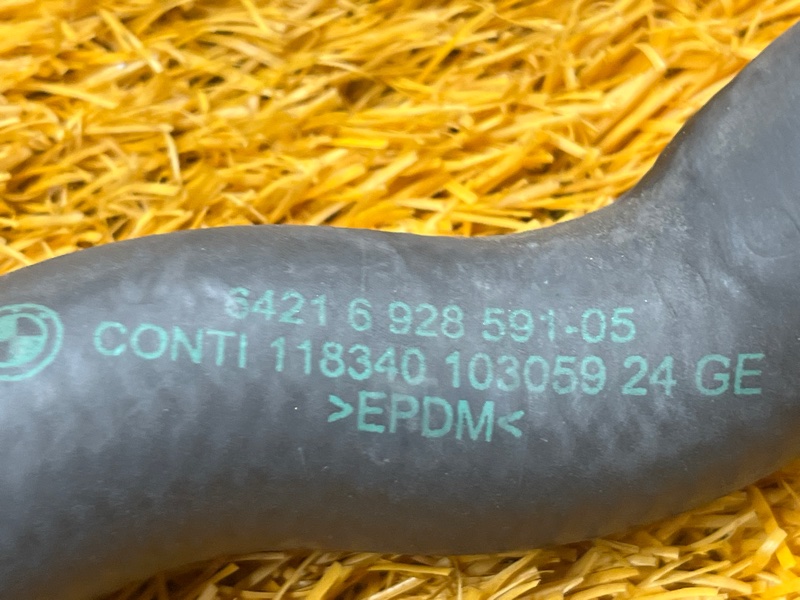 6421 6 928 591-05
CONTI 118340 103059 24 GE
>EPDM<